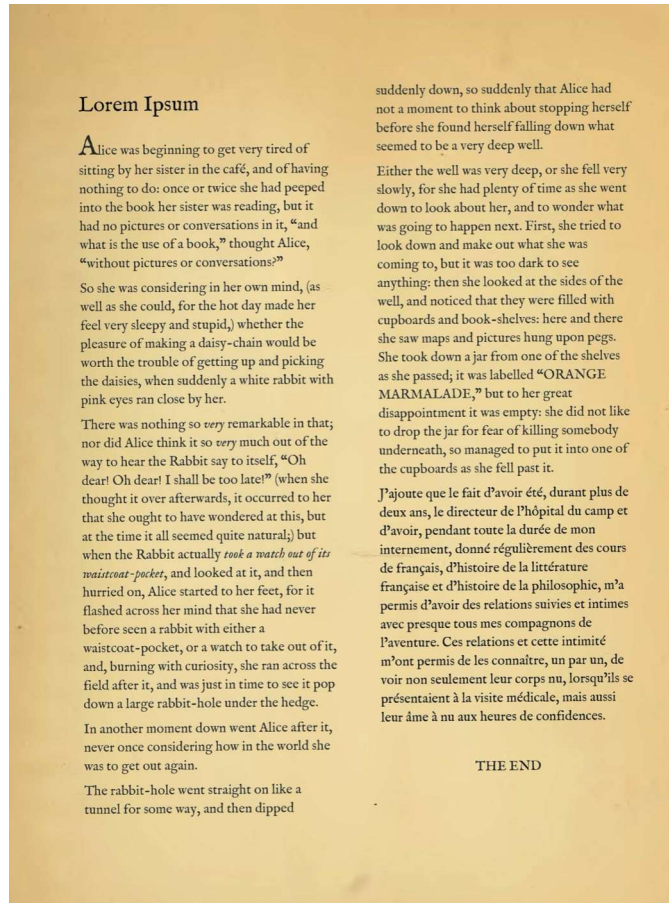 Lorem Ipsum
Alice was beginning to get very tired of
sitting by her sister in the café, and of having
nothing to do: once or twice she had peeped
into the book her sister was reading, but it
had no pictures or conversations in it, “and
what is the use of a book,” thought Alice,
“without pictures or conversations?”
So she was considering in her own mind, (as
well as she could, for the hot day made her
feel very sleepy and stupid,) whether the
pleasure of making a daisy-chain would be
worth the trouble of getting up and picking
the daisies, when suddenly a white rabbit with
pink eyes ran close by her.
There was nothing so very remarkable in that;
nor did Alice think it so very much out of the
way to hear the Rabbit say to itself, “Oh
dear! Oh dear! I shall be too late!” (when she
thought it over afterwards, it occurred to her
that she ought to have wondered at this, but
at the time it all seemed quite natural;) but
when the Rabbit actually took a watch out of its
waistcoat-pocket, and looked at it, and then
hurried on, Alice started to her feet, for it
flashed across her mind that she had never
before seen a rabbit with either a
waistcoat-pocket, or a watch to take out of it,
and, burning with curiosity, she ran across the
field after it, and was just in time to see it pop
down a large rabbit-hole under the hedge.
In another moment down went Alice after it,
never once considering how in the world she
was to get out again.
The rabbit-hole went straight on like a
tunnel for some way, and then dipped
suddenly down, so suddenly that Alice had
not a moment to think about stopping herself
before she found herself falling down what
seemed to be a very deep well.
Either the well was very deep, or she fell very
slowly, for she had plenty of time as she went
down to look about her, and to wonder what
was going to happen next. First, she tried to
look down and make out what she was
coming to, but it was too dark to see
anything: then she looked at the sides of the
well, and noticed that they were filled with
cupboards and book-shelves: here and there
she saw maps and pictures hung upon pegs.
She took down a jar from one of the shelves
as she passed; it was labelled “ORANGE
MARMALADE,” but to her great
disappointment it was empty: she did not like
to drop the jar for fear of killing somebody
underneath, so managed to put it into one of
the cupboards as she fell past it.
J’ajoute que le fait d’avoir été, durant plus de
deux ans, le directeur de l’hôpital du camp et
d’avoir, pendant toute la durée de mon
internement, donné régulièrement des cours
de français, d’histoire de la littérature
française et d’histoire de la philosophie, m’a
permis d’avoir des relations suivies et intimes
avec presque tous mes compagnons de
l’aventure. Ces relations et cette intimité
m’ont permis de les connaître, un par un, de
voir non seulement leur corps nu, lorsqu’ils se
présentaient à la visite médicale, mais aussi
leur âme à nu aux heures de confidences.
THE END